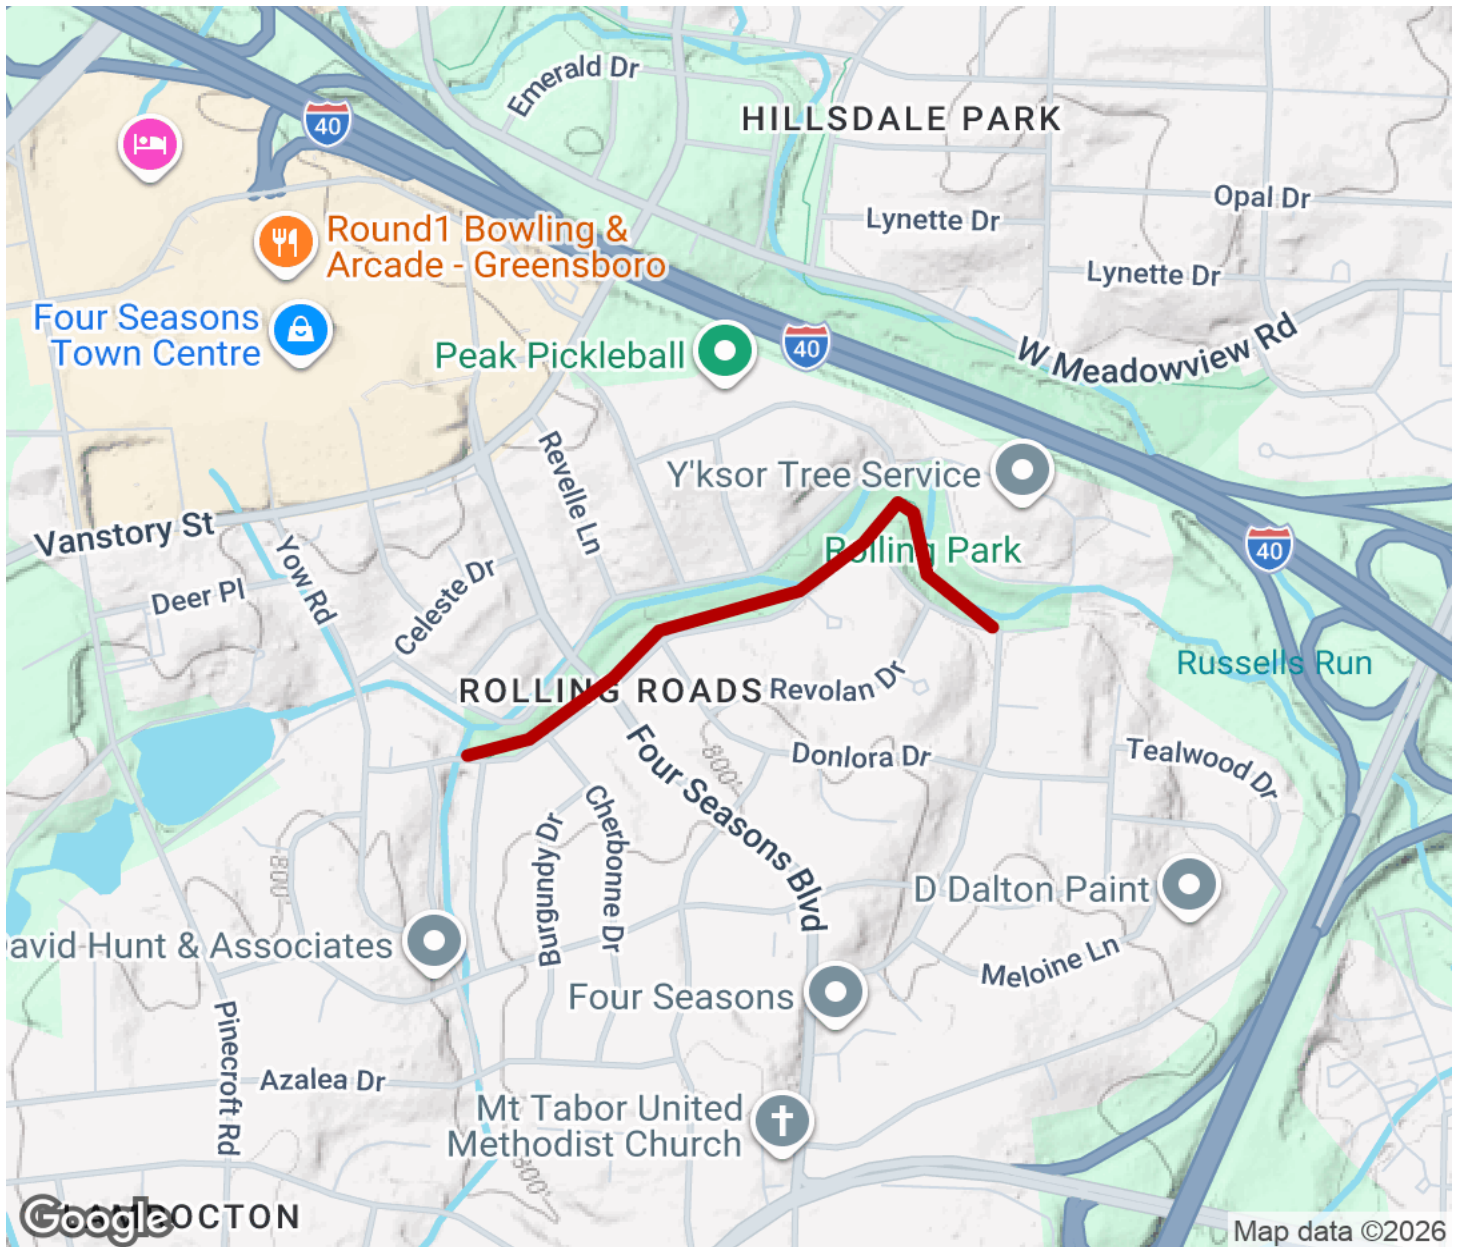 Emerald Dr
HILLSDALE PARK
40
Opal Dr
Lynette Dr
Round1 Bowling &
Arcade - Greensboro
Lynette Dr
Four Seasons
Town Centre
Peak Pickleball
40
W Meadowview Rd
Revelle Ln
Y'ksor Tree Service
Vanstory St
40
Rolling Park
Yow Rd
Deer Pl
Celeste Dr
Russells Run
ROLLING ROADS
Revolan Dr
Four Seasons Blvd
800'
Donlora Dr
Tealwood Dr
Cherbonne Dr
Burgundy Dr
800'
D Dalton Paint
avid Hunt & Associates
Meloine Ln
Four Seasons
Pinecroft Rd
Azalea Dr
Mt Tabor United
Methodist Church
800'
Google
Map data ©2026